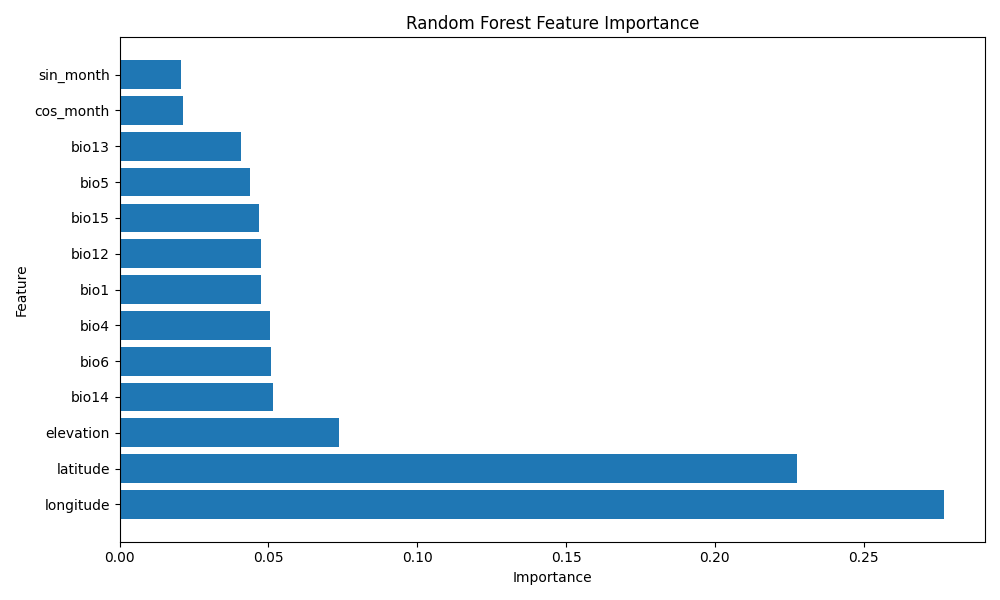 Random Forest Feature Importance
sin_month
cos_month
bio13
bio5
bio15
bio12
bio1
bio4
bio6
bio14
elevation
latitude
longitude
Feature
0.00 0.05 0.10 0.15 0.20 0.25
Importance